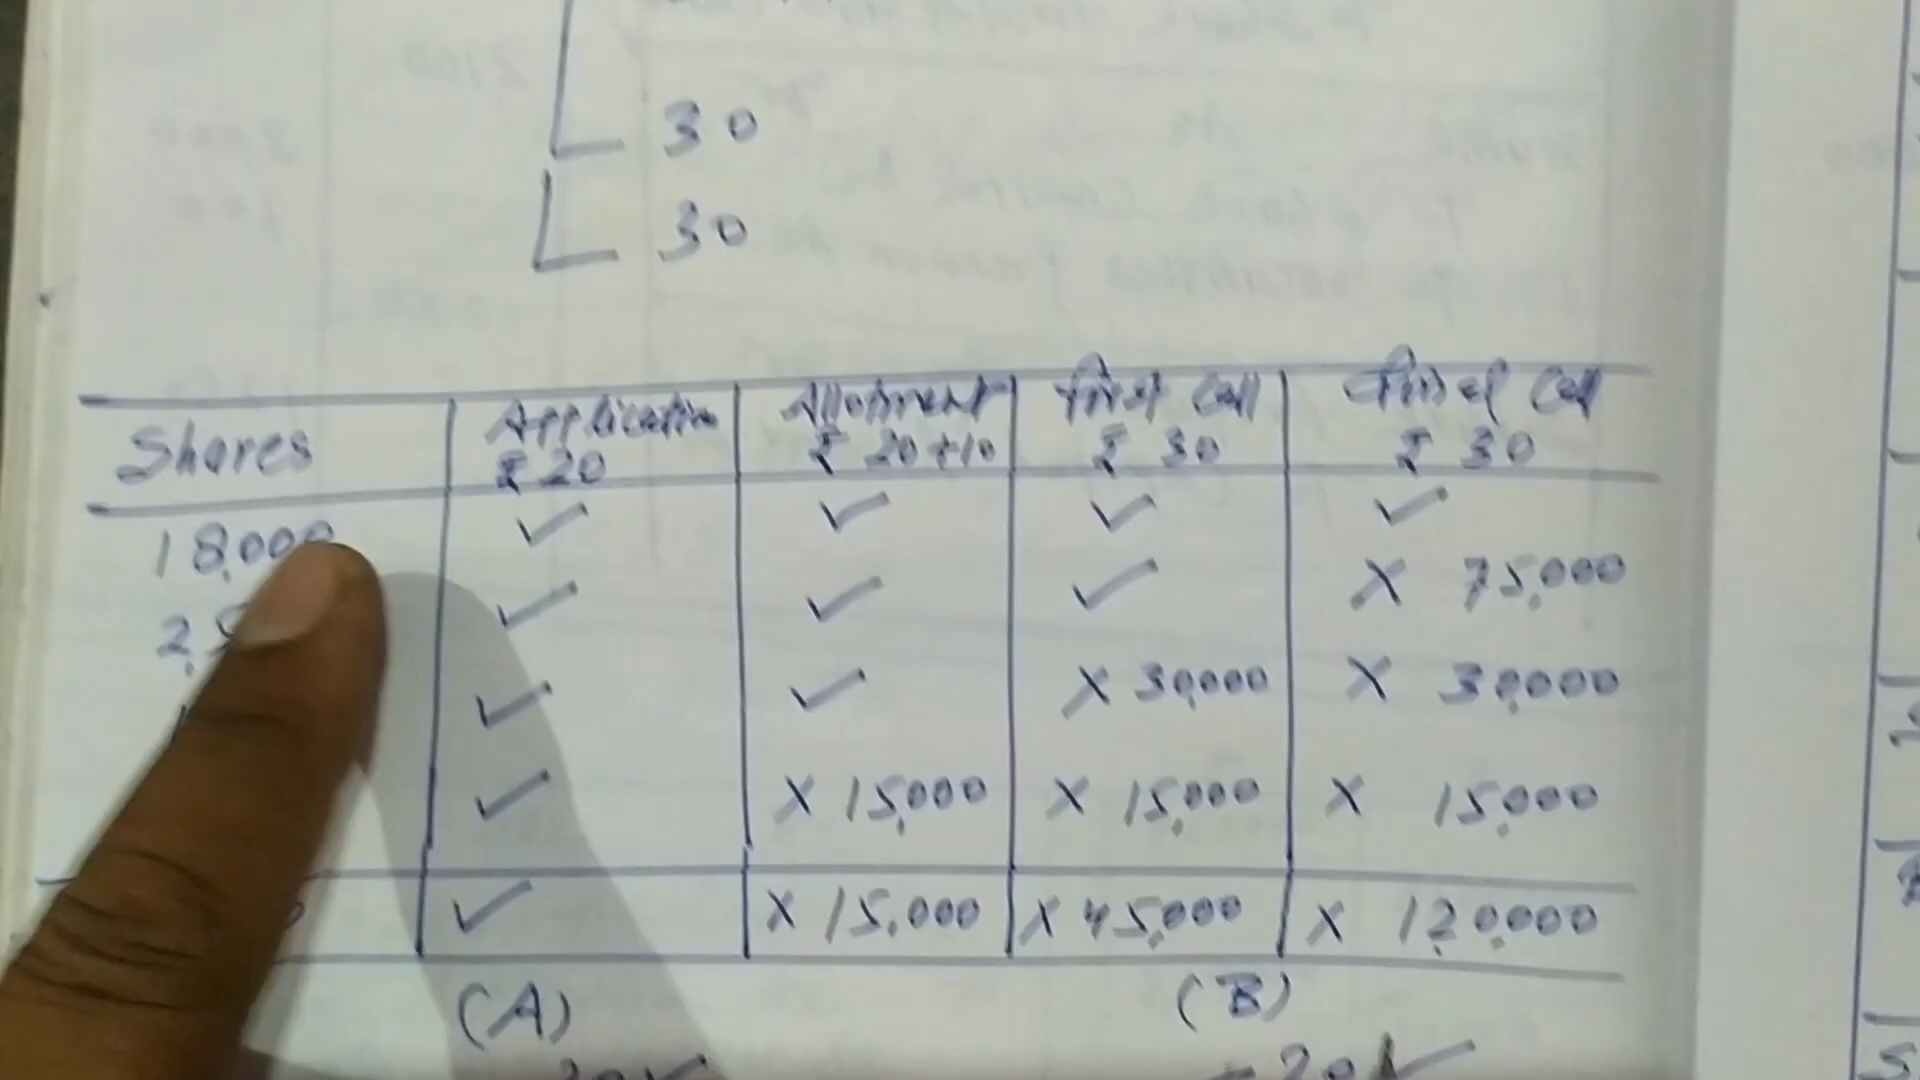 30
30
Shares Application ₹ 20 Allotment ₹ 20+10 First Call ₹ 30 Final Call ₹ 30
18,000 ✓ ✓ ✓ ✓
✓ ✓ ✓ X 75,000
✓ ✓ X 30,000 X 30,000
✓ X 15,000 X 15,000 X 15,000
✓ X 15,000 X 45,000 X 120,000
(A) (B)